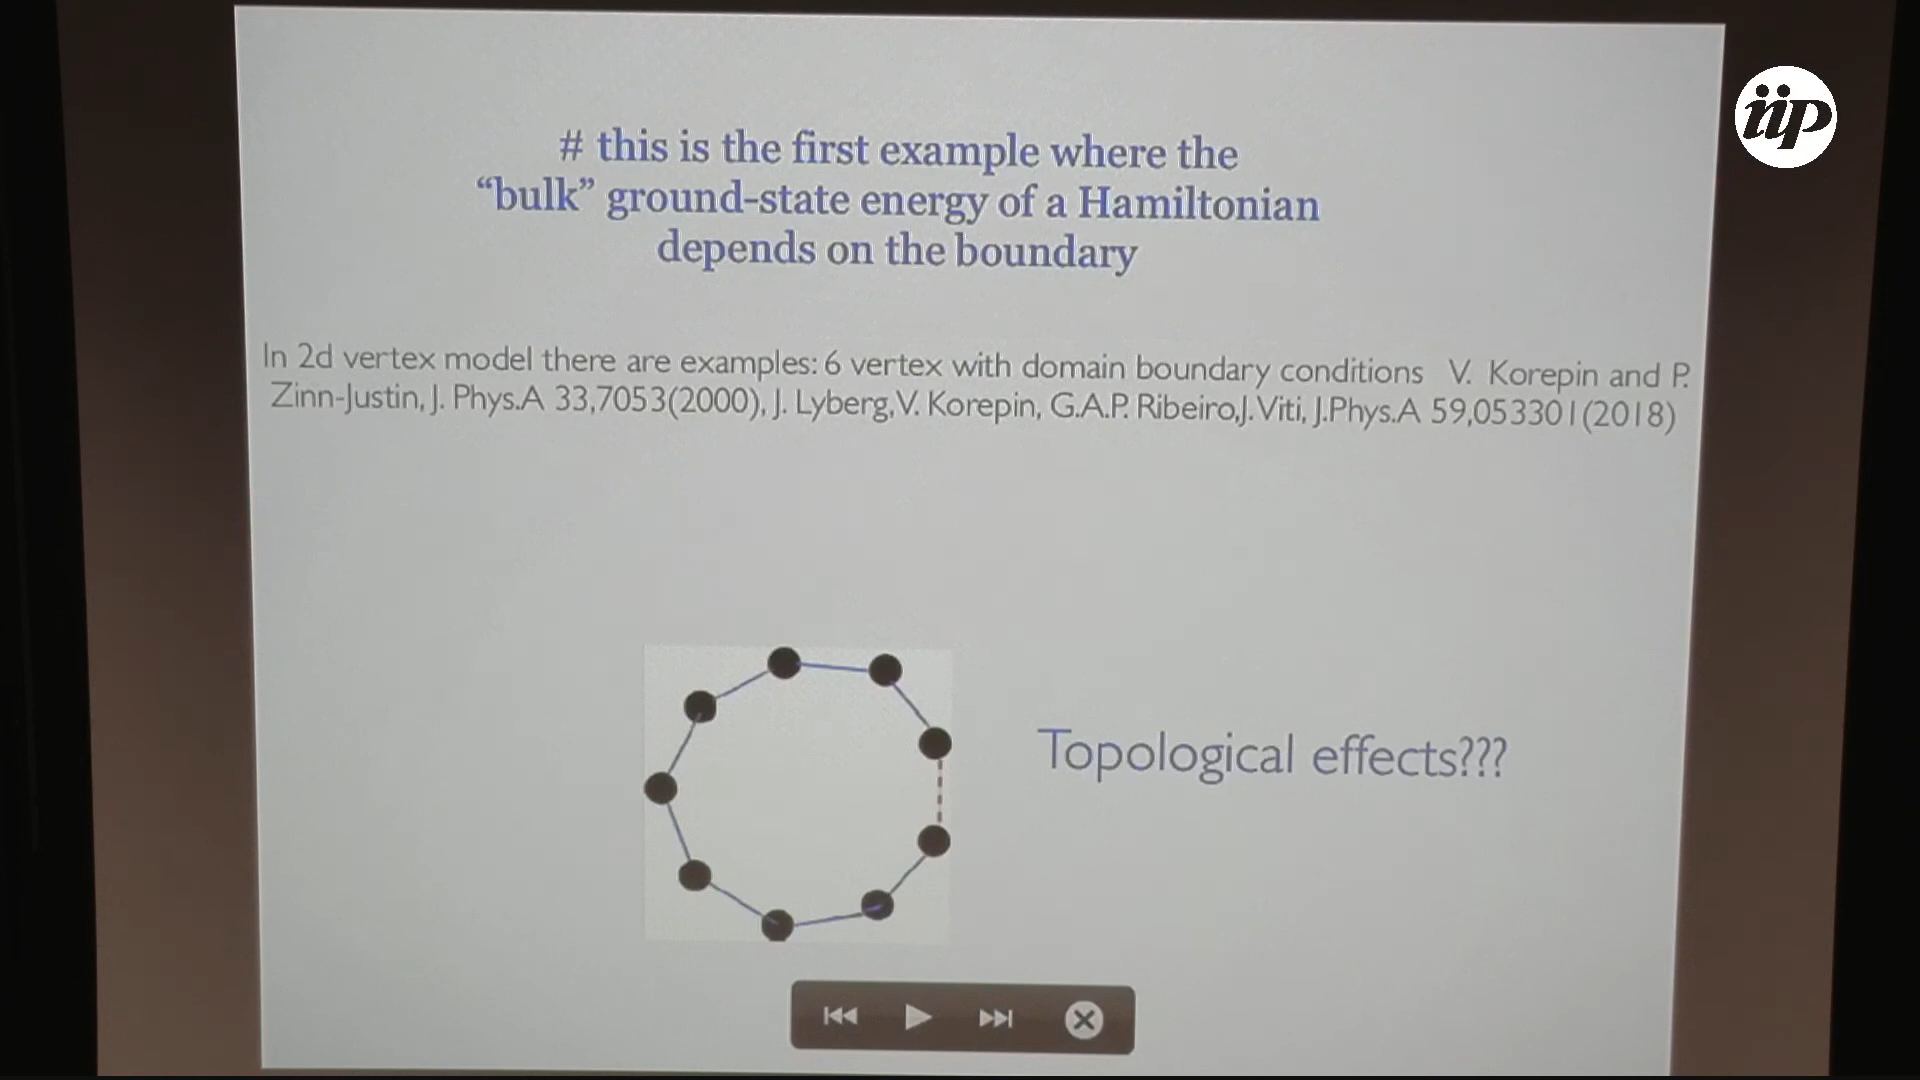 iip
# this is the first example where the
“bulk” ground-state energy of a Hamiltonian
depends on the boundary
In 2d vertex model there are examples: 6 vertex with domain boundary conditions V. Korepin and P.
Zinn-Justin, J. Phys.A 33,7053(2000), J. Lyberg,V. Korepin, G.A.P. Ribeiro,J. Viti, J.Phys.A 59,053301(2018)
Topological effects???